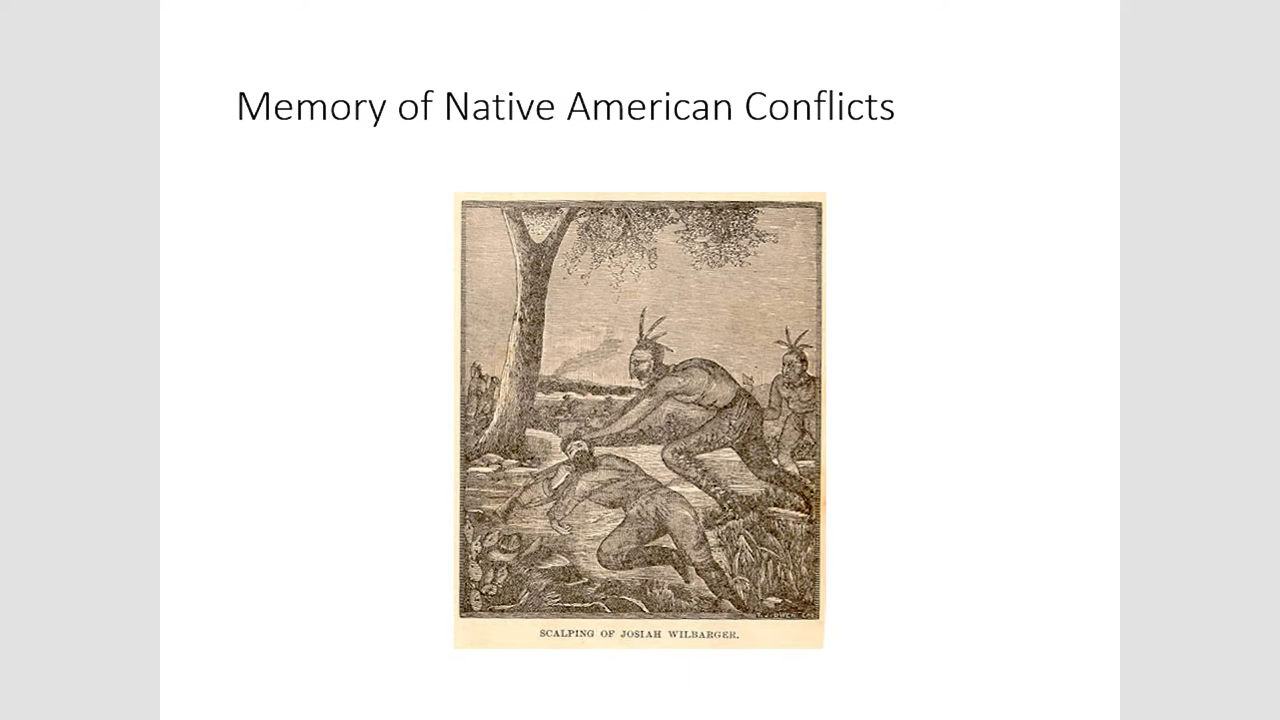 Memory of Native American Conflicts
SCALPING OF JOSIAH WILBARGER.